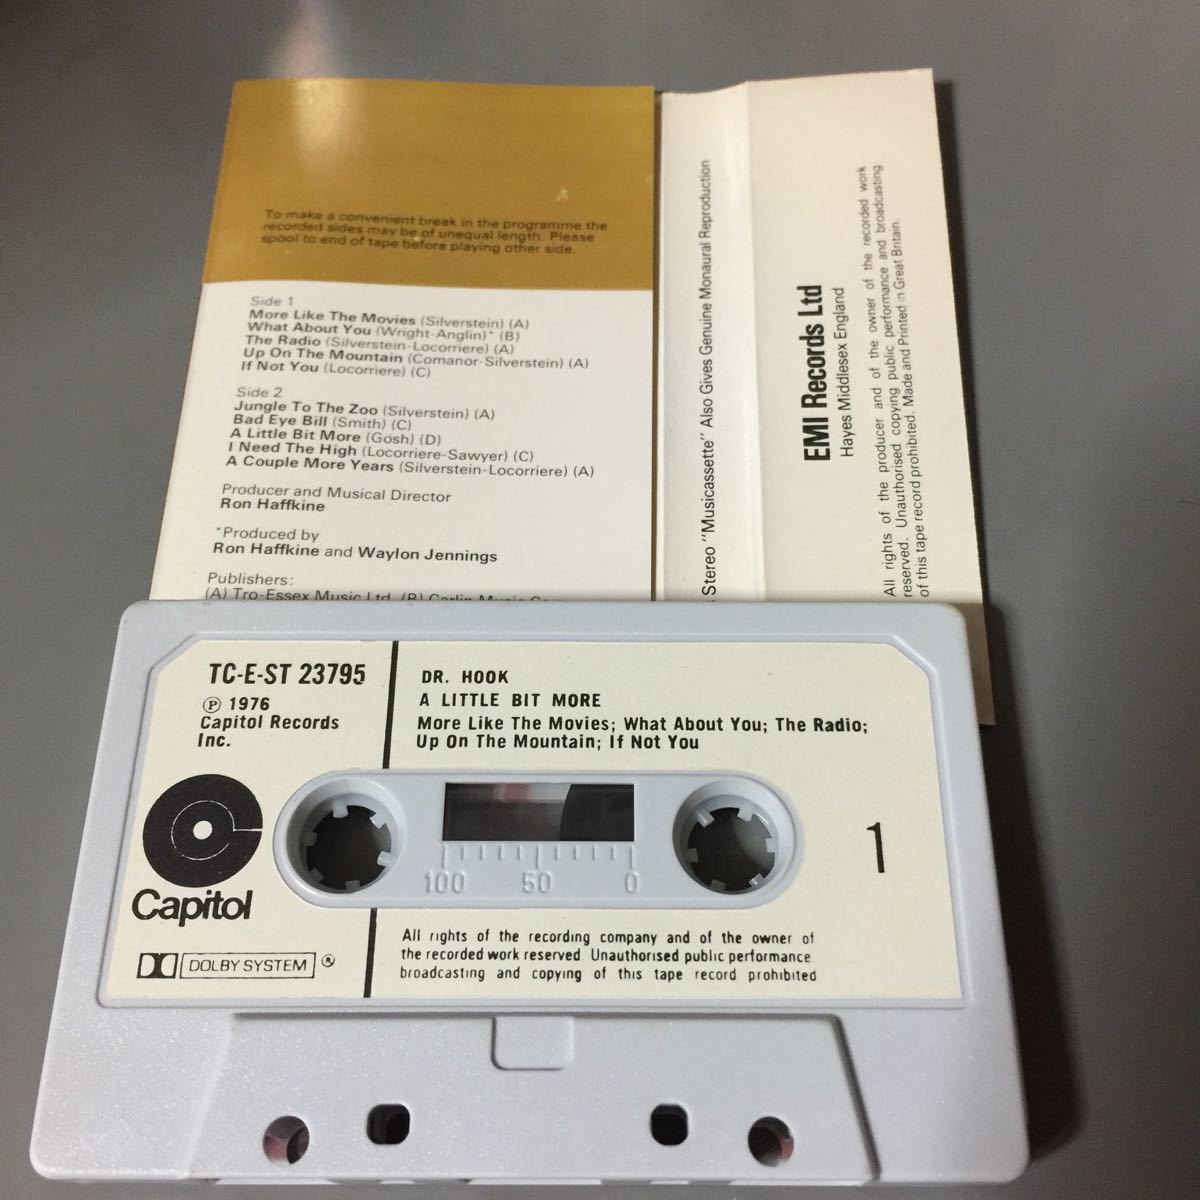 To make a convenient break in the programme the
recorded sides may be of unequal length. Please
spool to end of tape before playing other side.
Side 1
More Like The Movies (Silverstein) (A)
What About You (Wright-Anglin)* (B)
The Radio (Silverstein-Locorriere) (A)
Up On The Mountain (Comanor-Silverstein) (A)
If Not You (Locorriere) (C)
Side 2
Jungle To The Zoo (Silverstein) (A)
Bad Eye Bill (Smith) (C)
A Little Bit More (Gosh) (D)
I Need The High (Locorriere-Sawyer) (C)
A Couple More Years (Silverstein-Locorriere) (A)
Producer and Musical Director
Ron Haffkine
*Produced by
Ron Haffkine and Waylon Jennings
Publishers:
(A) Tro-Essex Music Ltd. (B) Carlin Music
Stereo "Musicassette" Also Gives Genuine Monaural Reproduction
EMI Records Ltd
Hayes Middlesex England
All rights of the producer and of the owner of the recorded work
reserved. Unauthorised copying public performance and broadcasting
of this tape record prohibited. Made and Printed in Great Britain.
TC-E-ST 23795
Ⓟ 1976
Capitol Records
Inc.
Capitol
DOLBY SYSTEM ®
DR. HOOK
A LITTLE BIT MORE
More Like The Movies; What About You; The Radio;
Up On The Mountain; If Not You
100 50 0
1
All rights of the recording company and of the owner of
the recorded work reserved Unauthorised public performance
broadcasting and copying of this tape record prohibited